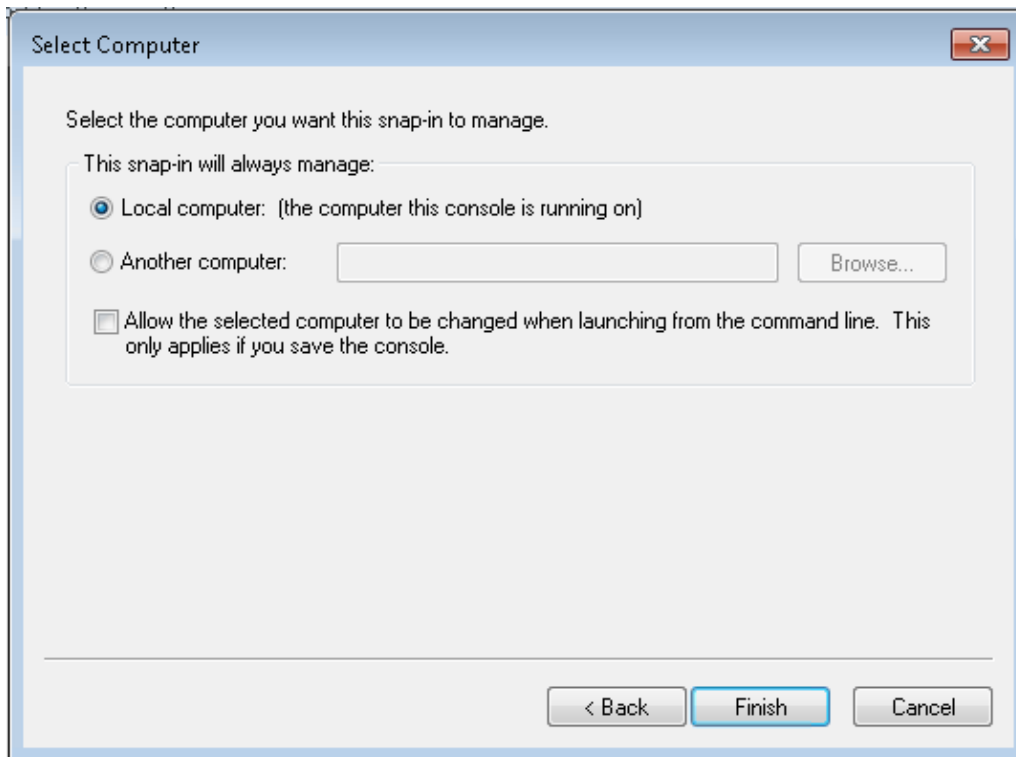 Select Computer
Select the computer you want this snap-in to manage.
This snap-in will always manage:
Local computer: (the computer this console is running on)
Another computer:
Browse...
Allow the selected computer to be changed when launching from the command line. This
only applies if you save the console.
< Back
Finish
Cancel